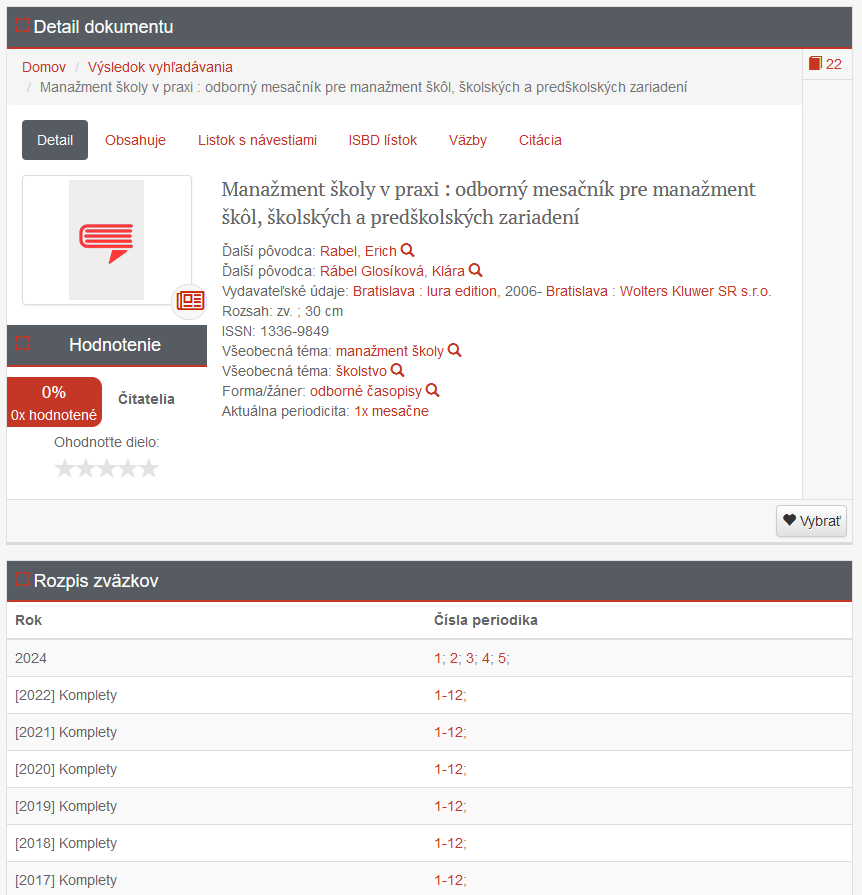 Detail dokumentu
Domov / Výsledok vyhľadávania
/ Manažment školy v praxi : odborný mesačník pre manažment škôl, školských a predškolských zariadení
22
Detail Obsahuje Lístok s návestiami ISBD lístok Väzby Citácia
Manažment školy v praxi : odborný mesačník pre manažment
škôl, školských a predškolských zariadení
Ďalší pôvodca: Rabel, Erich
Ďalší pôvodca: Rábel Glosíková, Klára
Vydavateľské údaje: Bratislava : Iura edition, 2006- Bratislava : Wolters Kluwer SR s.r.o.
Rozsah: zv. ; 30 cm
ISSN: 1336-9849
Všeobecná téma: manažment školy
Všeobecná téma: školstvo
Forma/žáner: odborné časopisy
Aktuálna periodicita: 1x mesačne
Hodnotenie
0%
0x hodnotené
Čitatelia
Ohodnoťte dielo:
Vybrať
Rozpis zväzkov
Rok Čísla periodika
2024 1; 2; 3; 4; 5;
[2022] Komplety 1-12;
[2021] Komplety 1-12;
[2020] Komplety 1-12;
[2019] Komplety 1-12;
[2018] Komplety 1-12;
[2017] Komplety 1-12;